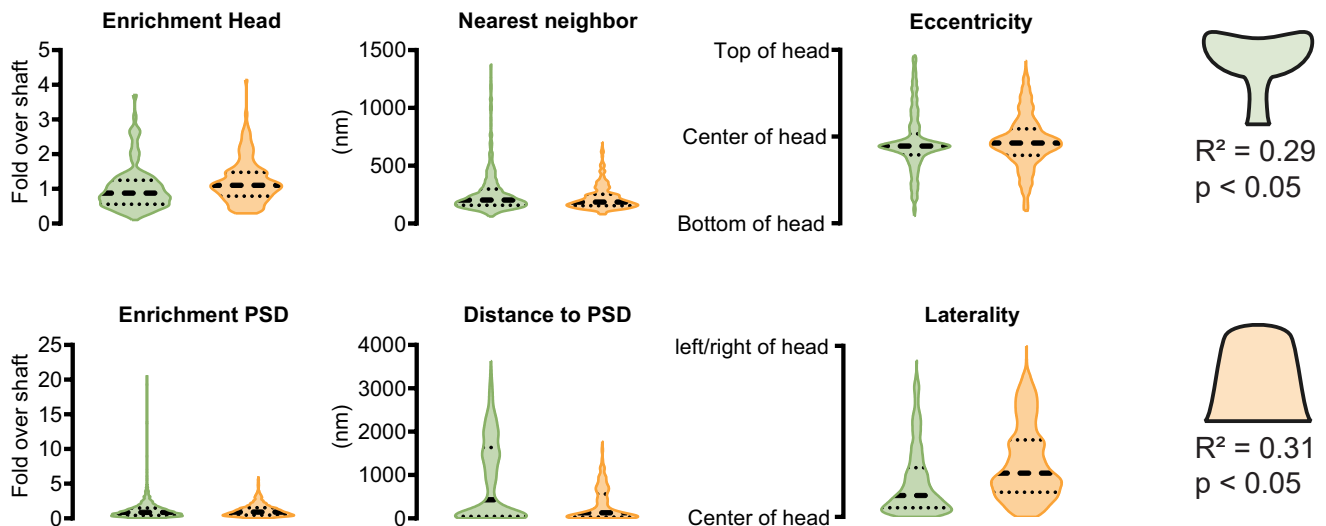 Enrichment Head
Fold over shaft
5
4
3
2
1
0
Nearest neighbor
(nm)
1500
1000
500
0
Eccentricity
Top of head
Center of head
Bottom of head
R² = 0.29
p < 0.05
Enrichment PSD
Fold over shaft
25
20
15
10
5
0
Distance to PSD
(nm)
4000
3000
2000
1000
0
Laterality
left/right of head
Center of head
R² = 0.31
p < 0.05